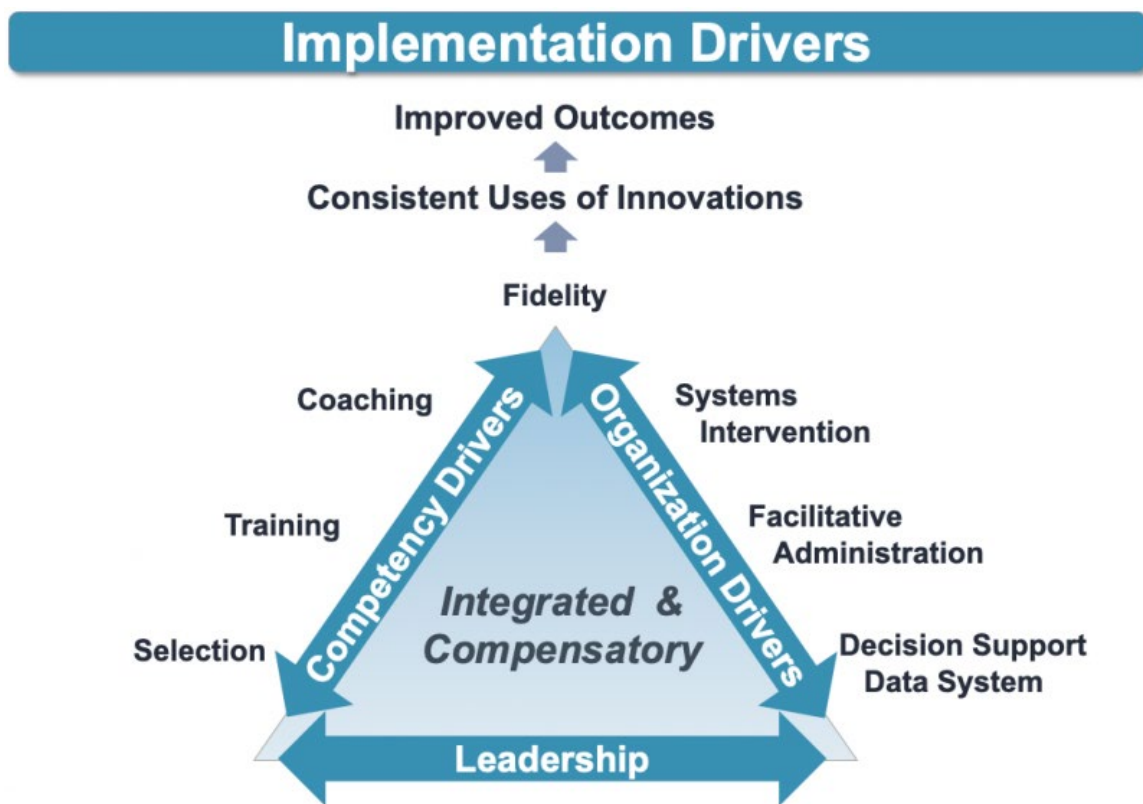 Implementation Drivers
Improved Outcomes
Consistent Uses of Innovations
Fidelity
Coaching
Training
Selection
Competency Drivers
Organization Drivers
Systems
Intervention
Facilitative
Administration
Decision Support
Data System
Integrated &
Compensatory
Leadership